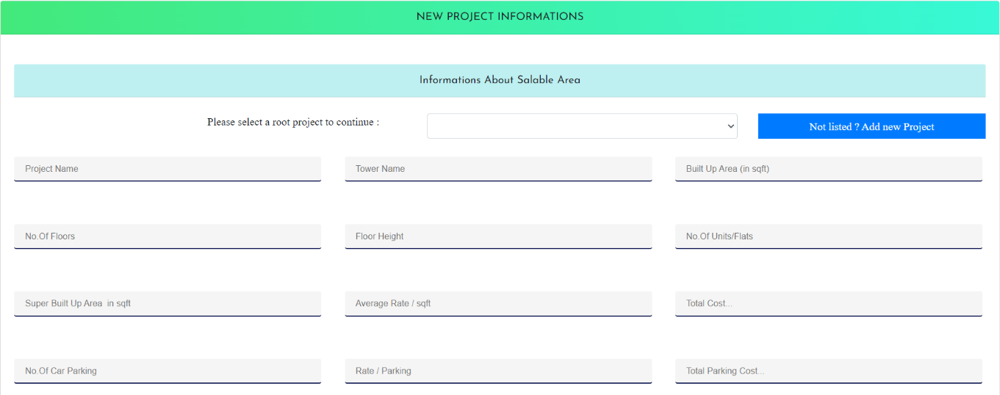 NEW PROJECT INFORMATIONS
Informations About Salable Area
Please select a root project to continue :
Not listed ? Add new Project
Project Name
Tower Name
Built Up Area (in sqft)
No.Of Floors
Floor Height
No.Of Units/Flats
Super Built Up Area  in sqft
Average Rate / sqft
Total Cost...
No.Of Car Parking
Rate / Parking
Total Parking Cost...